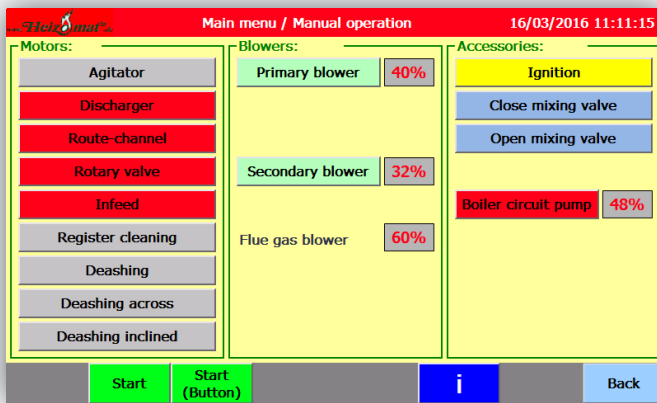 ...Heizomat...
Main menu / Manual operation
16/03/2016 11:11:15
Motors:
Agitator
Discharger
Route-channel
Rotary valve
Infeed
Register cleaning
Deashing
Deashing across
Deashing inclined
Blowers:
Primary blower 40%
Secondary blower 32%
Flue gas blower 60%
Accessories:
Ignition
Close mixing valve
Open mixing valve
Boiler circuit pump 48%
Start
Start
(Button)
i
Back